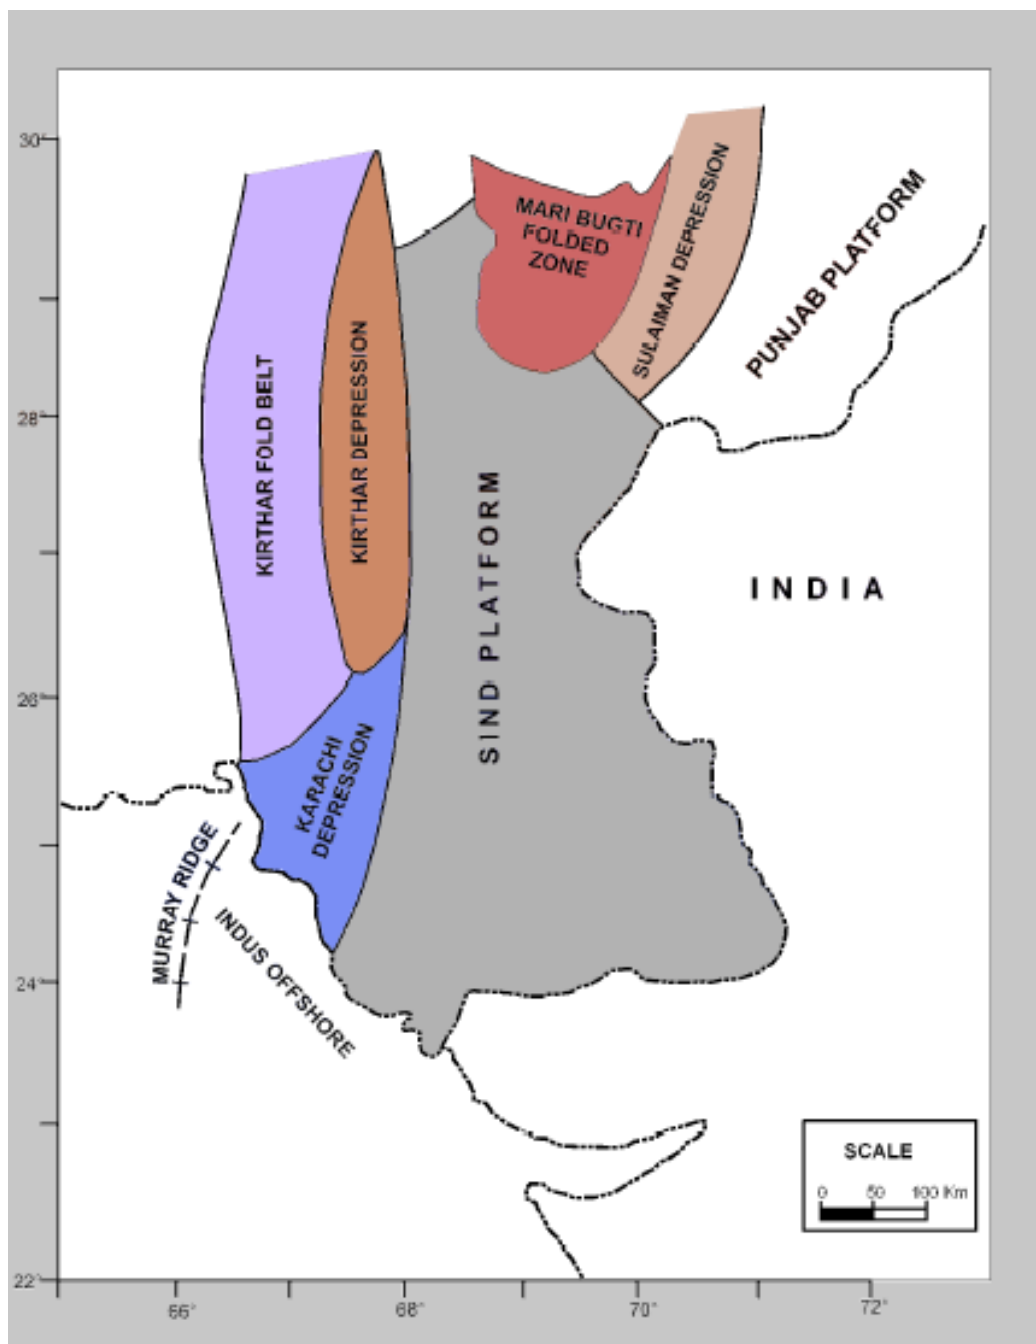 30°
28°
26°
24°
22°
66°
68°
70°
72°
KIRTHAR FOLD BELT
KIRTHAR DEPRESSION
MARI BUGTI
FOLDED
ZONE
SULAIMAN DEPRESSION
PUNJAB PLATFORM
SIND PLATFORM
INDIA
KARACHI
DEPRESSION
MURRAY RIDGE
INDUS OFFSHORE
SCALE
0 50 100 Km